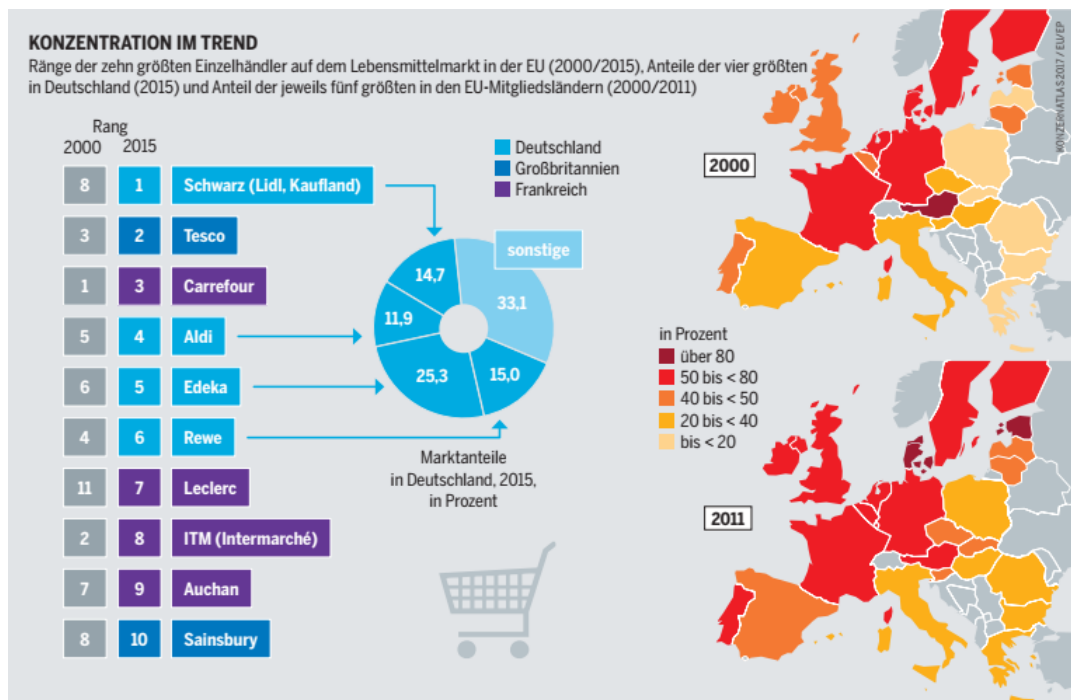 KONZENTRATION IM TREND
Ränge der zehn größten Einzelhändler auf dem Lebensmittelmarkt in der EU (2000/2015), Anteile der vier größten
in Deutschland (2015) und Anteil der jeweils fünf größten in den EU-Mitgliedsländern (2000/2011)
Rang
2000 2015
8 1 Schwarz (Lidl, Kaufland)
3 2 Tesco
1 3 Carrefour
5 4 Aldi
6 5 Edeka
4 6 Rewe
11 7 Leclerc
2 8 ITM (Intermarché)
7 9 Auchan
8 10 Sainsbury
Deutschland
Großbritannien
Frankreich
sonstige
14,7
33,1
11,9
25,3
15,0
Marktanteile
in Deutschland, 2015,
in Prozent
2000
in Prozent
über 80
50 bis < 80
40 bis < 50
20 bis < 40
bis < 20
2011
KONZERNATLAS 2017 / EU/EP